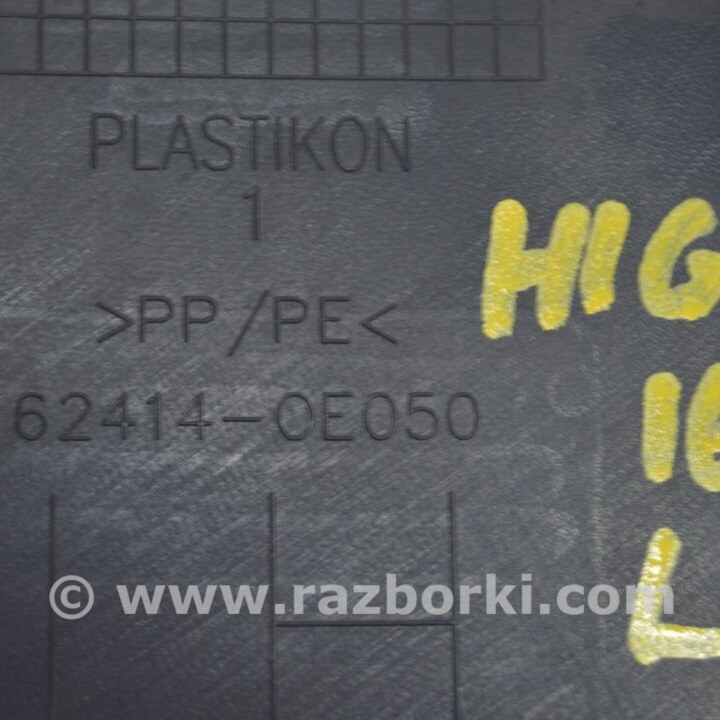 PLASTIKON
1
>PP/PE<
62414-0E050
HIG
16
L
© www.razborki.com